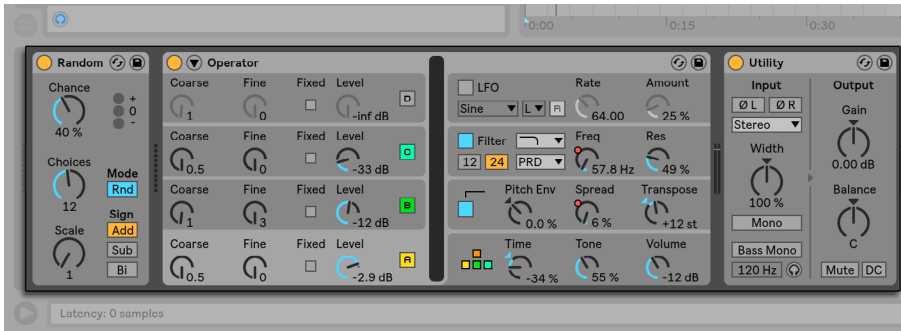 0:00 0:15 0:30
Random
Chance
40 %
+
0
-
Choices
12
Mode
Rnd
Scale
1
Sign
Add
Sub
Bi
Operator
Coarse Fine Fixed Level
1 0 -inf dB D
Coarse Fine Fixed Level
0.5 0 -33 dB C
Coarse Fine Fixed Level
1 3 -12 dB B
Coarse Fine Fixed Level
0.5 0 -2.9 dB A
LFO Rate Amount
Sine L R 64.00 25 %
Filter Freq Res
12 24 PRD 57.8 Hz 49 %
Pitch Env Spread Transpose
0.0 % 6 % +12 st
Time Tone Volume
-34 % 55 % -12 dB
Utility
Input Output
Ø L Ø R
Stereo
Gain
0.00 dB
Width
100 %
Balance
C
Mono
Bass Mono
120 Hz
Mute DC
Latency: 0 samples